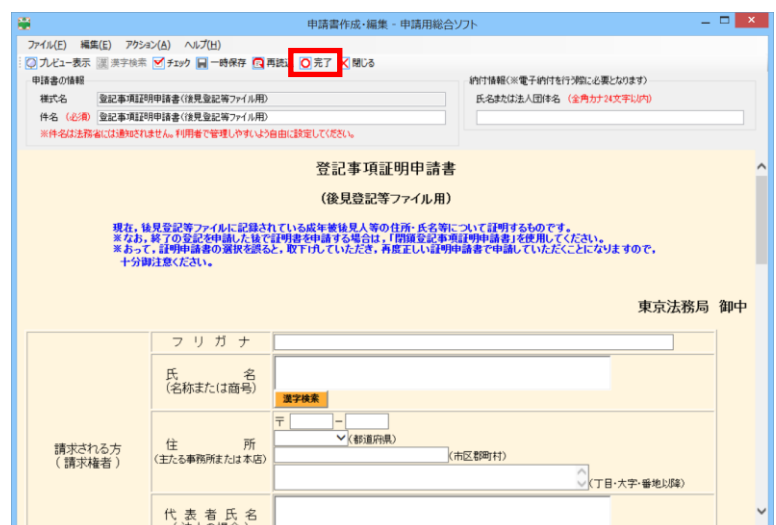 申請書作成・編集 - 申請用総合ソフト
ファイル(F) 編集(E) アクション(A) ヘルプ(H)
プレビュー表示 漢字検索 チェック 一時保存 再読込 完了 閉じる
申請書の情報
様式名 登記事項証明申請書(後見登記等ファイル用)
件名 (必須) 登記事項証明申請書(後見登記等ファイル用)
※件名は法務省には通知されません。利用者で管理しやすいよう自由に設定してください。
納付情報(※電子納付を行う際に必要となります)
氏名または法人団体名 (全角カナ24文字以内)
登記事項証明申請書
(後見登記等ファイル用)
現在,後見登記等ファイルに記録されている成年被後見人等の住所・氏名等について証明するものです。
※なお,終了の登記を申請した後で証明書を申請する場合は,「閉鎖登記事項証明申請書」を使用してください。
※おって,証明申請書の選択を誤ると,取下げしていただき,再度正しい証明申請書で申請していただくことになりますので,
十分御注意ください。
東京法務局 御中
請求される方
(請求権者)
フリガナ
氏 名
(名称または商号)
漢字検索
住 所
(主たる事務所または本店)
〒 -
(都道府県)
(市区郡町村)
(丁目・大字・番地以降)
代表者氏名